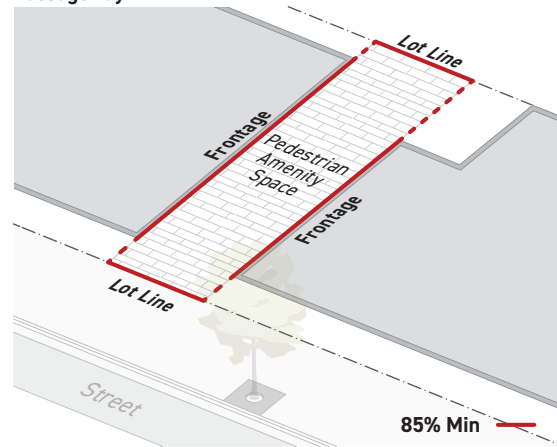 Lot Line
Frontage
Pedestrian
Amenity
Space
Frontage
Lot Line
Street
85% Min